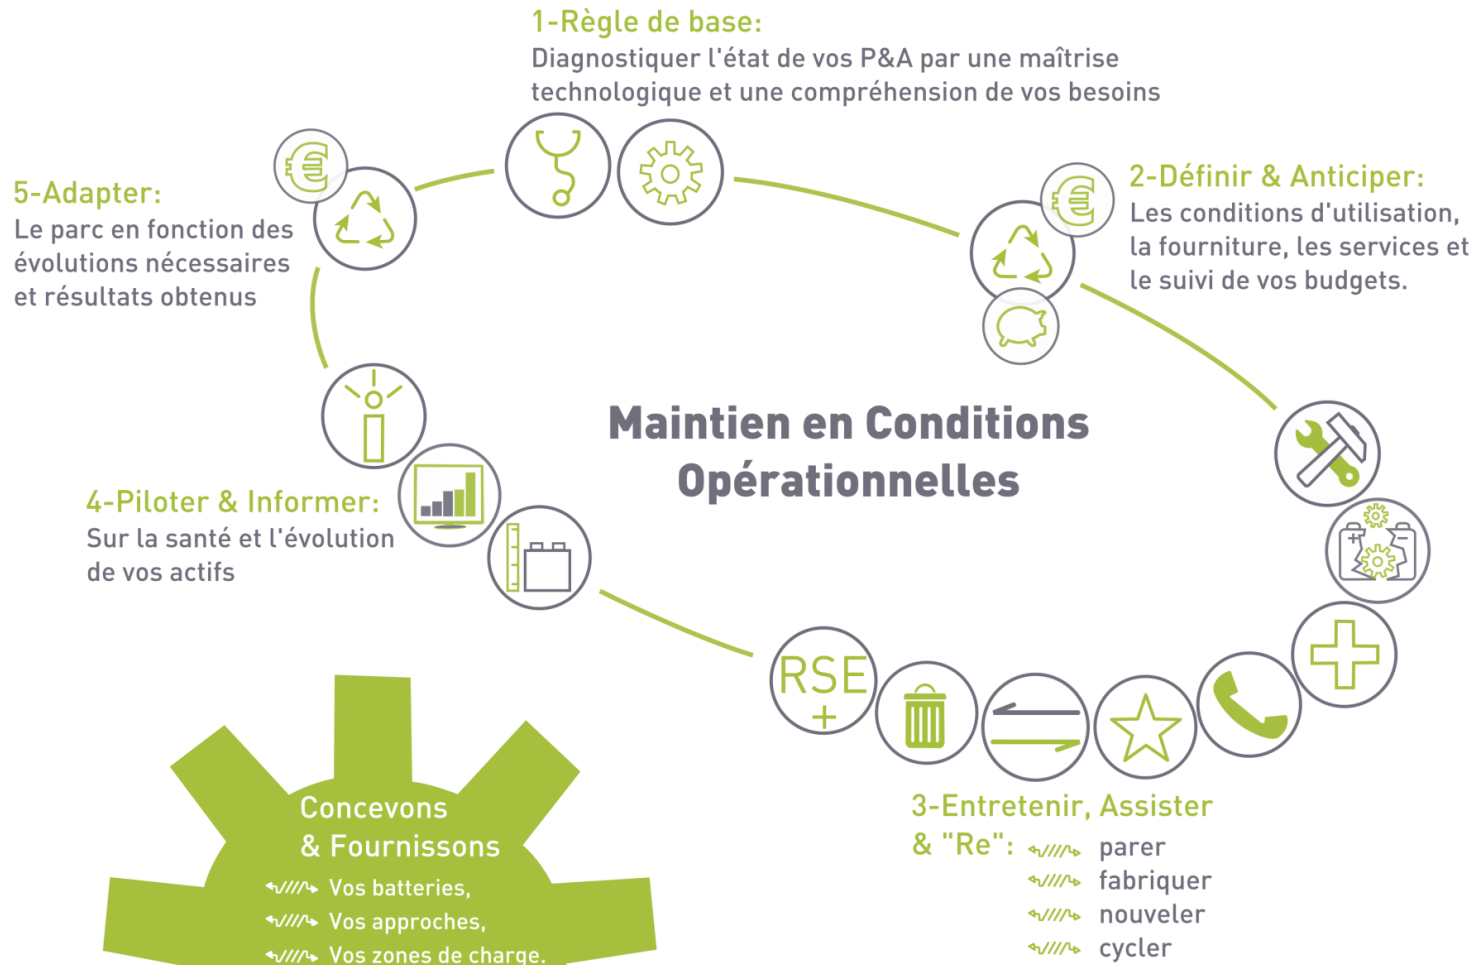 1-Règle de base:
Diagnostiquer l'état de vos P&A par une maîtrise
technologique et une compréhension de vos besoins
2-Définir & Anticiper:
Les conditions d'utilisation,
la fourniture, les services et
le suivi de vos budgets.
5-Adapter:
Le parc en fonction des
évolutions nécessaires
et résultats obtenus
Maintien en Conditions
Opérationnelles
4-Piloter & Informer:
Sur la santé et l'évolution
de vos actifs
RSE
+
3-Entretenir, Assister
& "Re":
parer
fabriquer
nouveler
cycler
Concevons
& Fournissons
Vos batteries,
Vos approches,
Vos zones de charge.